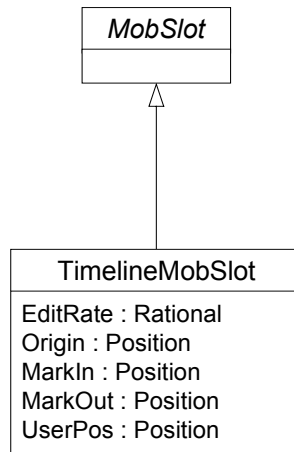 MobSlot
TimelineMobSlot
EditRate : Rational
Origin : Position
MarkIn : Position
MarkOut : Position
UserPos : Position